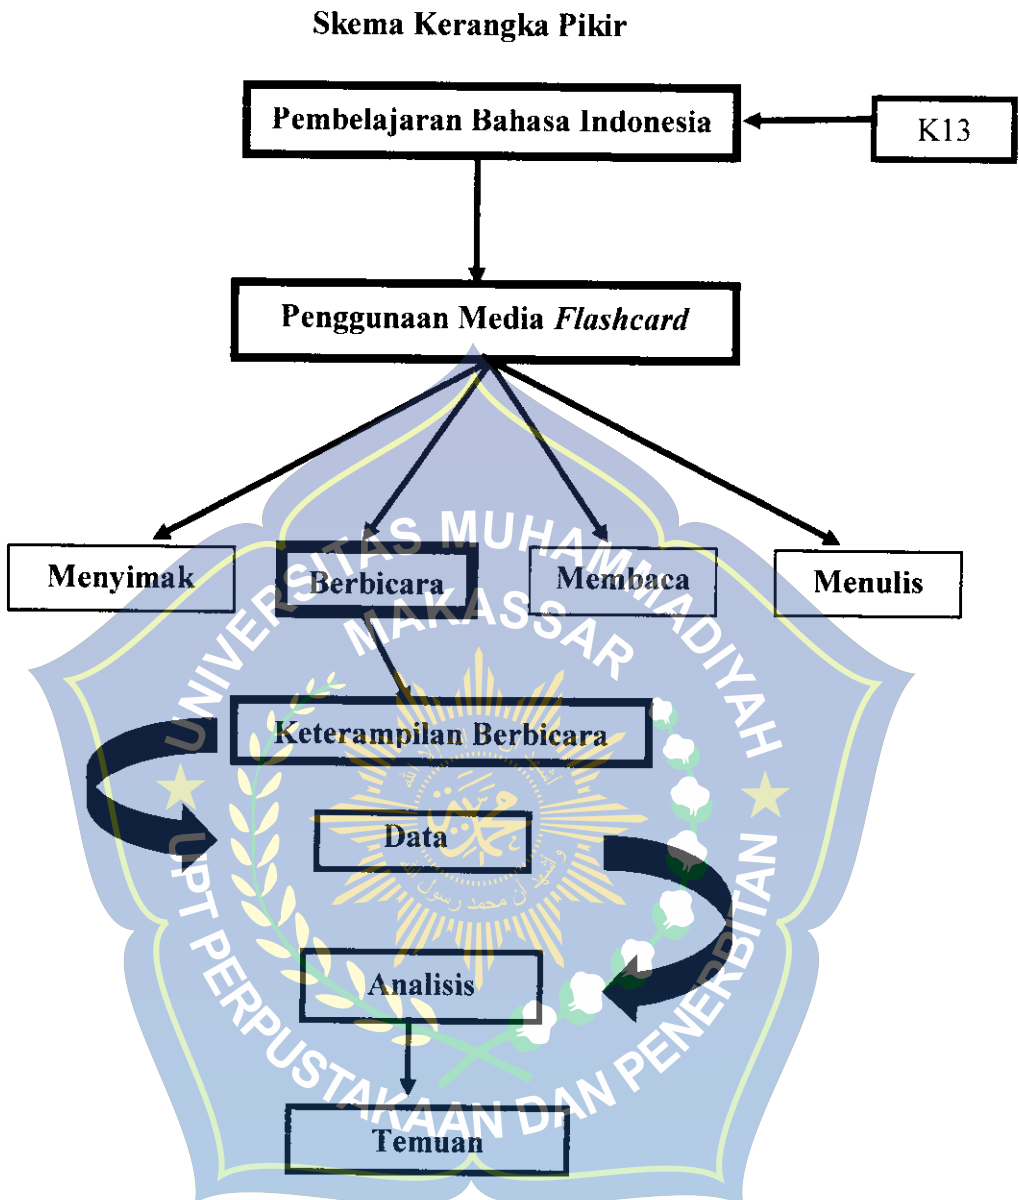 Skema Kerangka Pikir
Pembelajaran Bahasa Indonesia
K13
Penggunaan Media Flashcard
Menyimak
Berbicara
Membaca
Menulis
UNIVERSITAS MUHAMMADIYAH
MAKASSAR
Keterampilan Berbicara
Data
Analisis
Temuan
UPT PERPUSTAKAAN DAN PENERBITAN